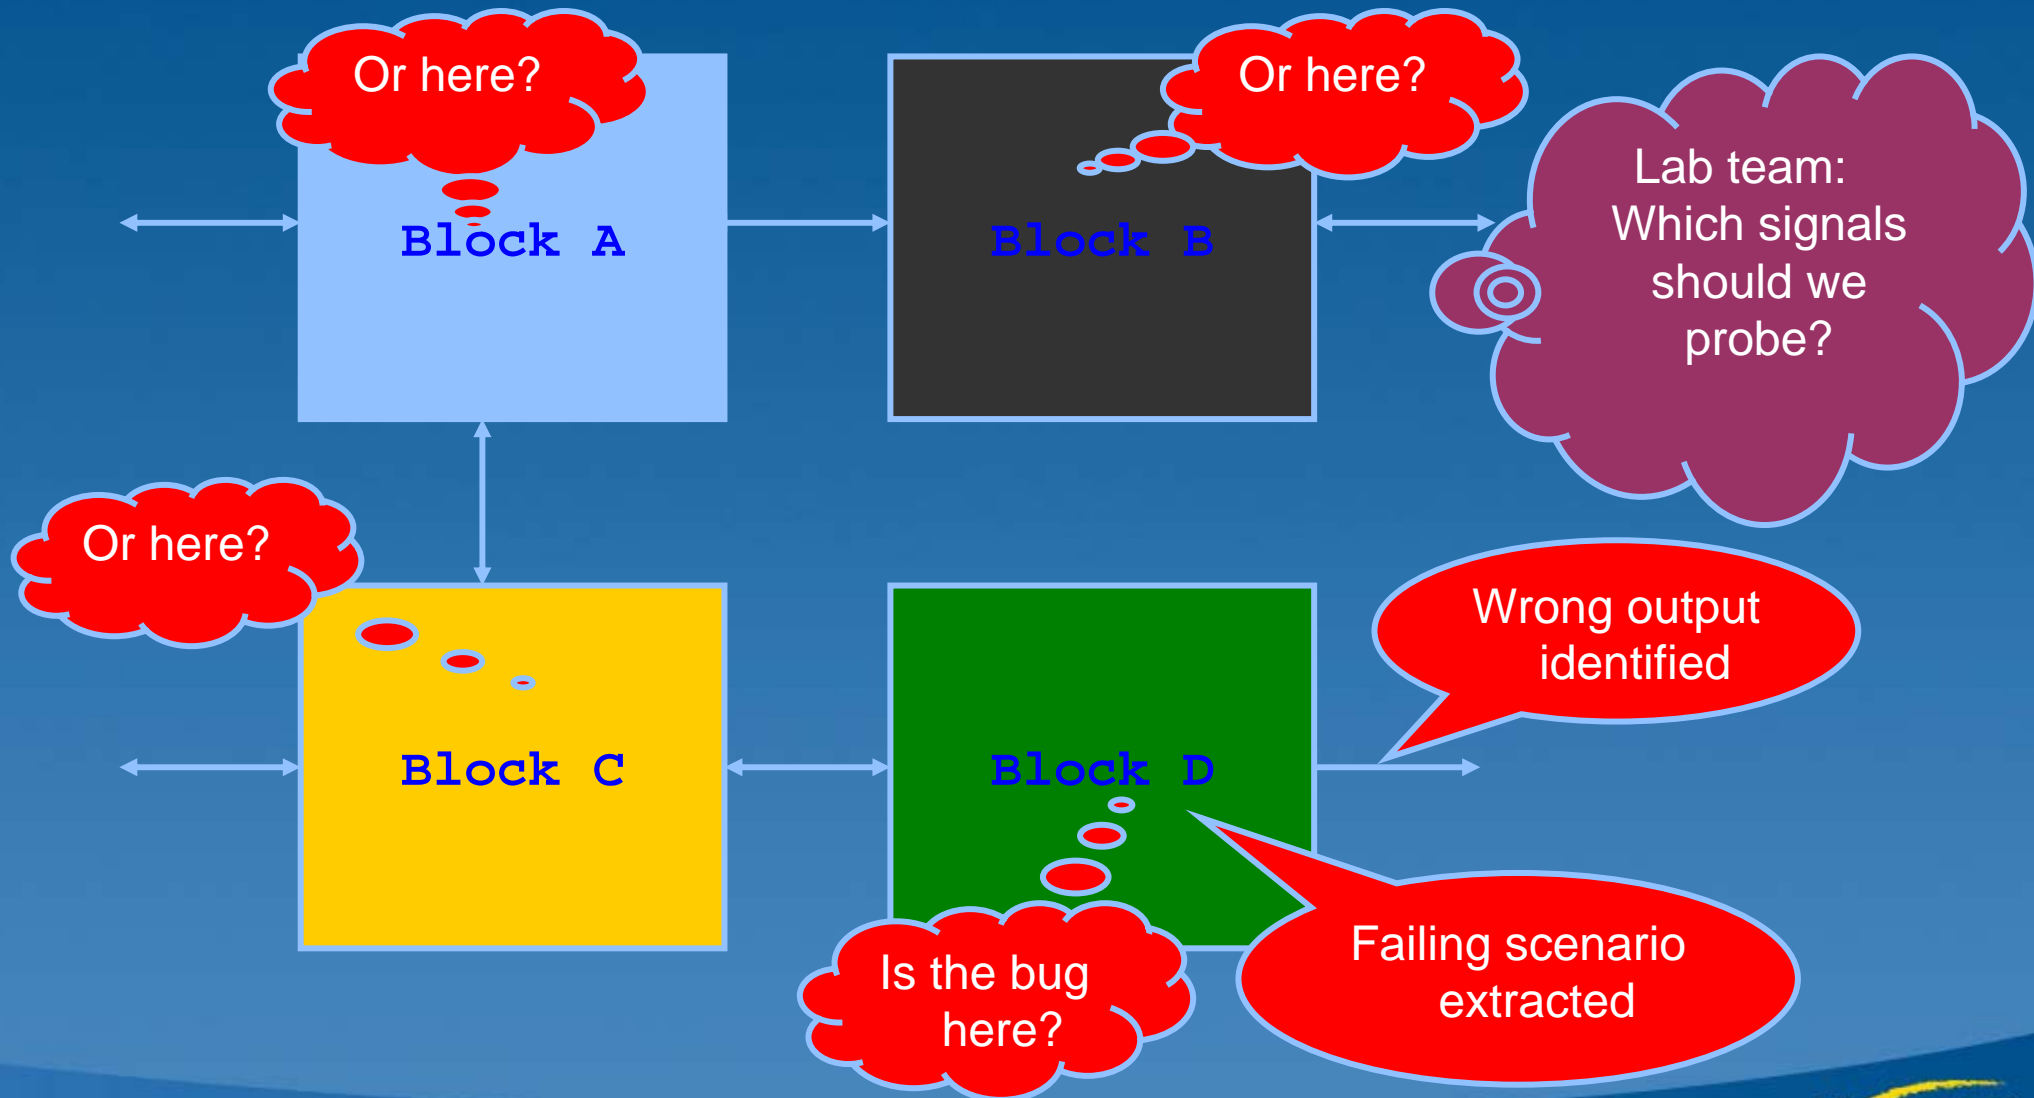 Or here?
Or here?
Lab team:
Which signals
should we
probe?
Block A
Block B
Or here?
Wrong output
identified
Block C
Block D
Failing scenario
extracted
Is the bug
here?